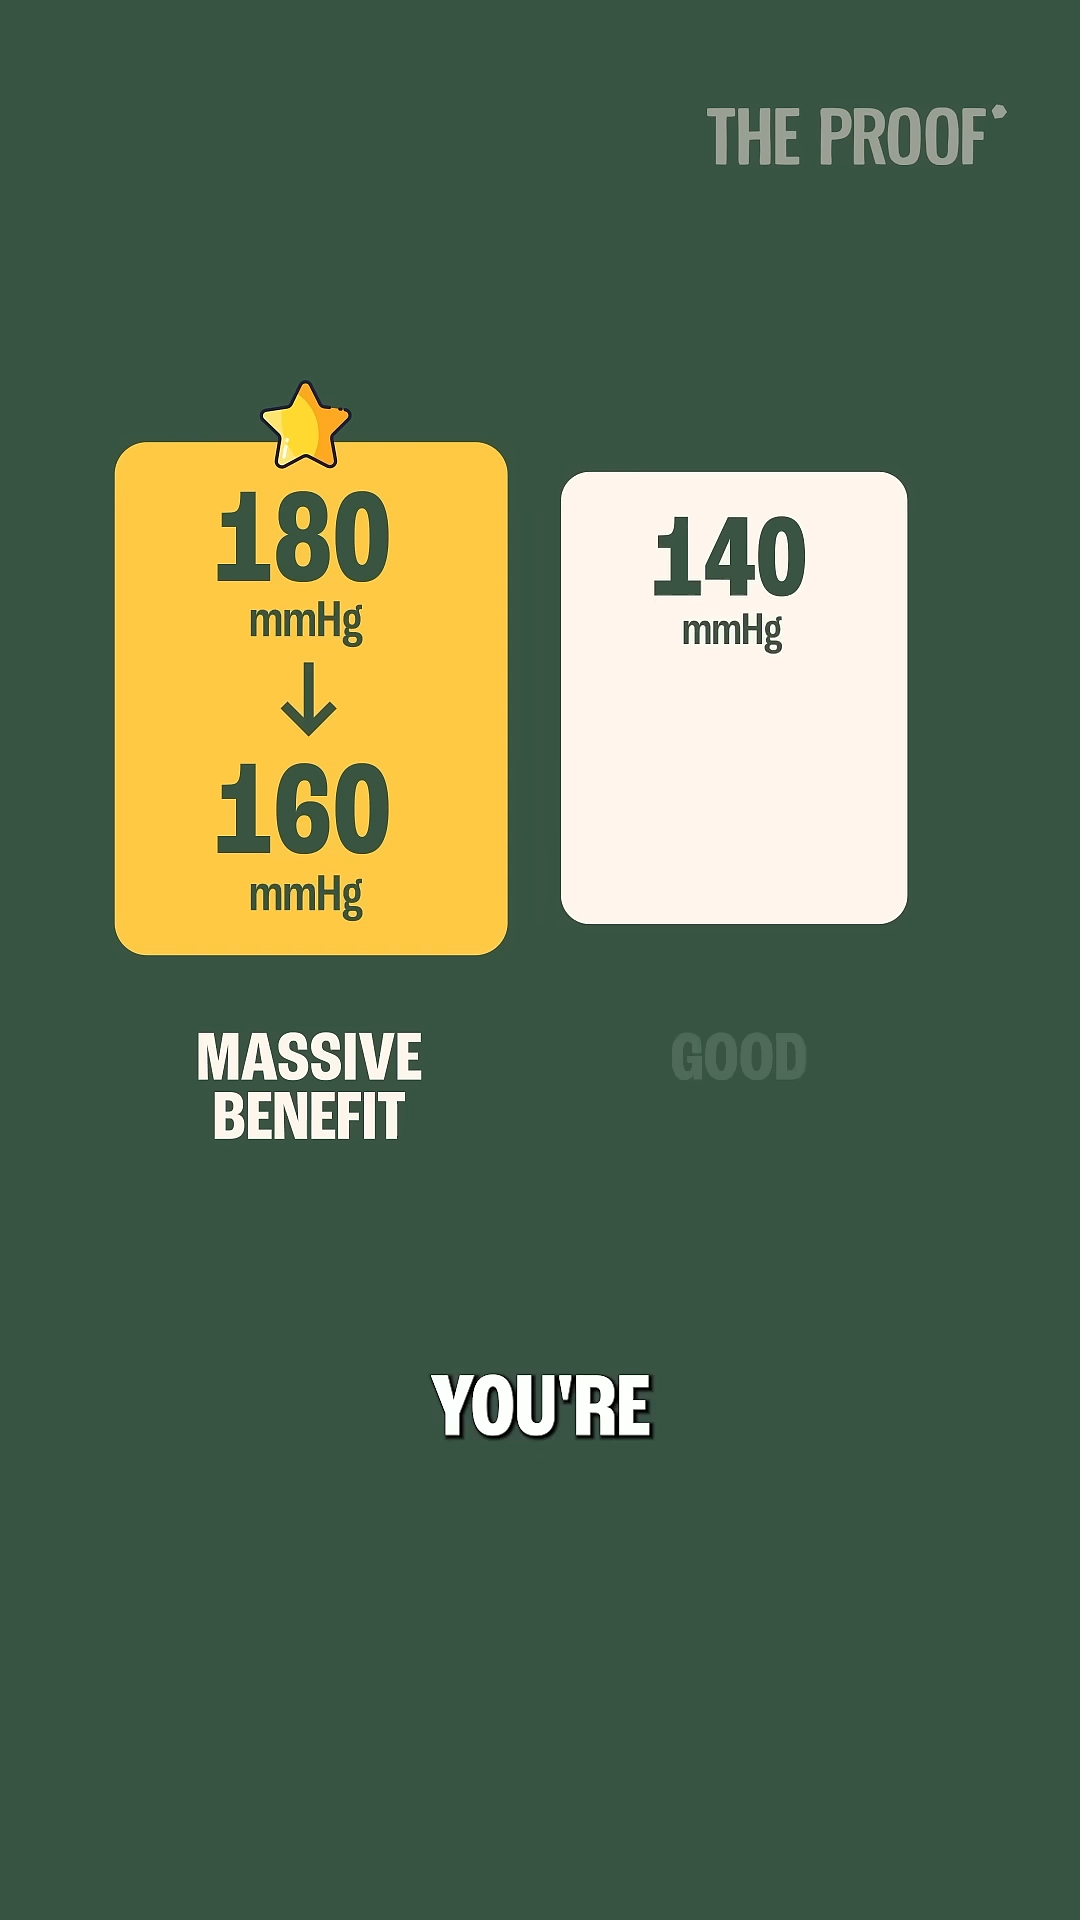 THE PROOF
180
mmHg
↓
160
mmHg
140
mmHg
MASSIVE
BENEFIT
GOOD
YOU'RE